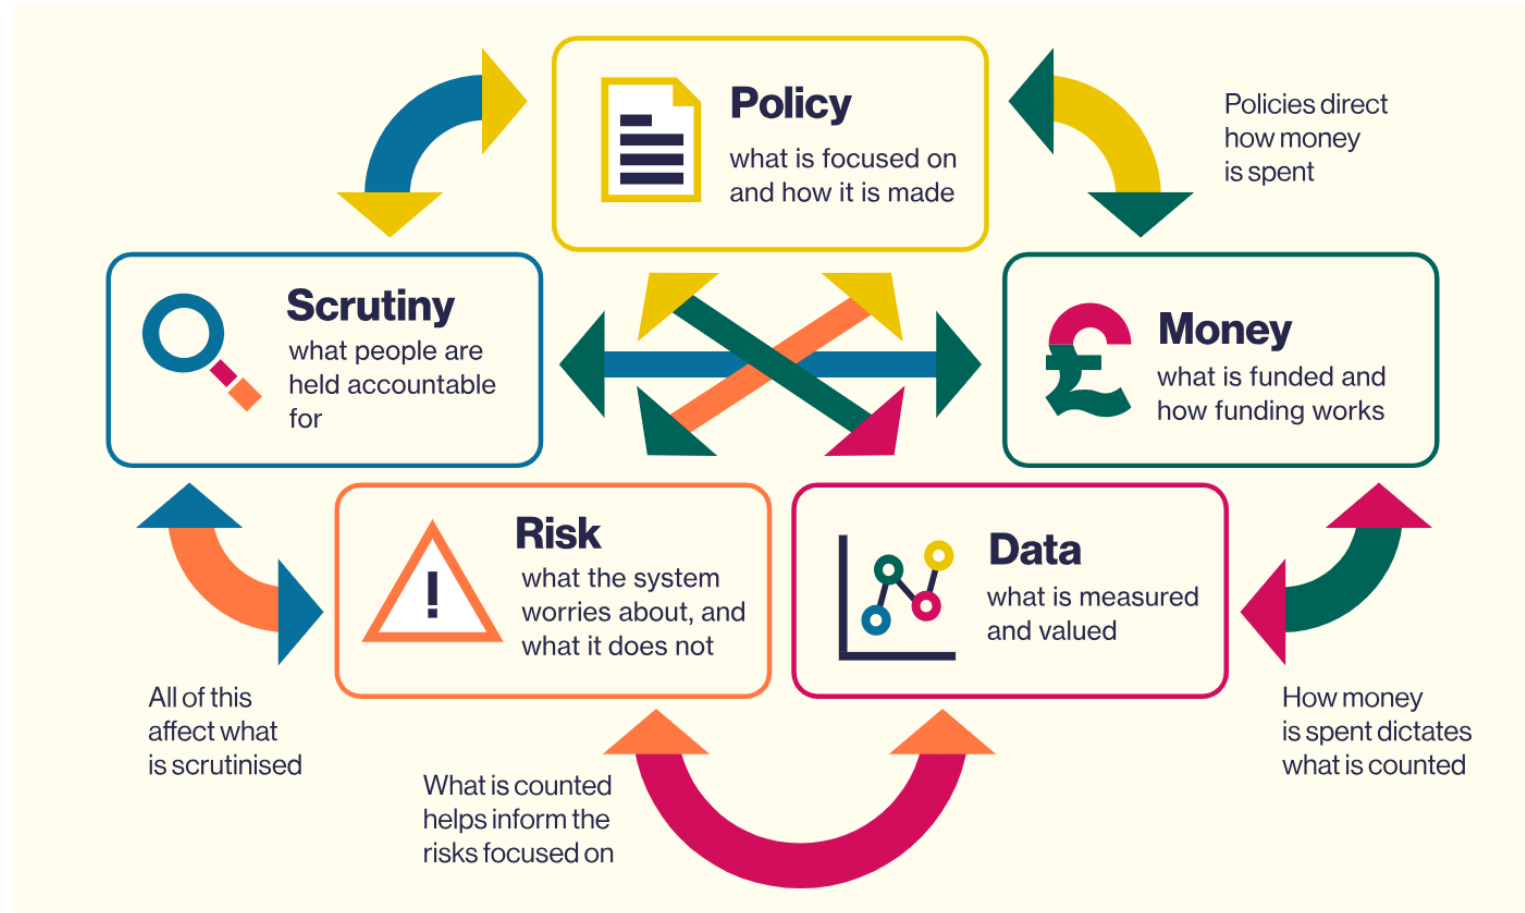 Policy
what is focused on
and how it is made
Policies direct
how money
is spent
Scrutiny
what people are
held accountable
for
Money
what is funded and
how funding works
Risk
what the system
worries about, and
what it does not
Data
what is measured
and valued
All of this
affect what
is scrutinised
What is counted
helps inform the
risks focused on
How money
is spent dictates
what is counted